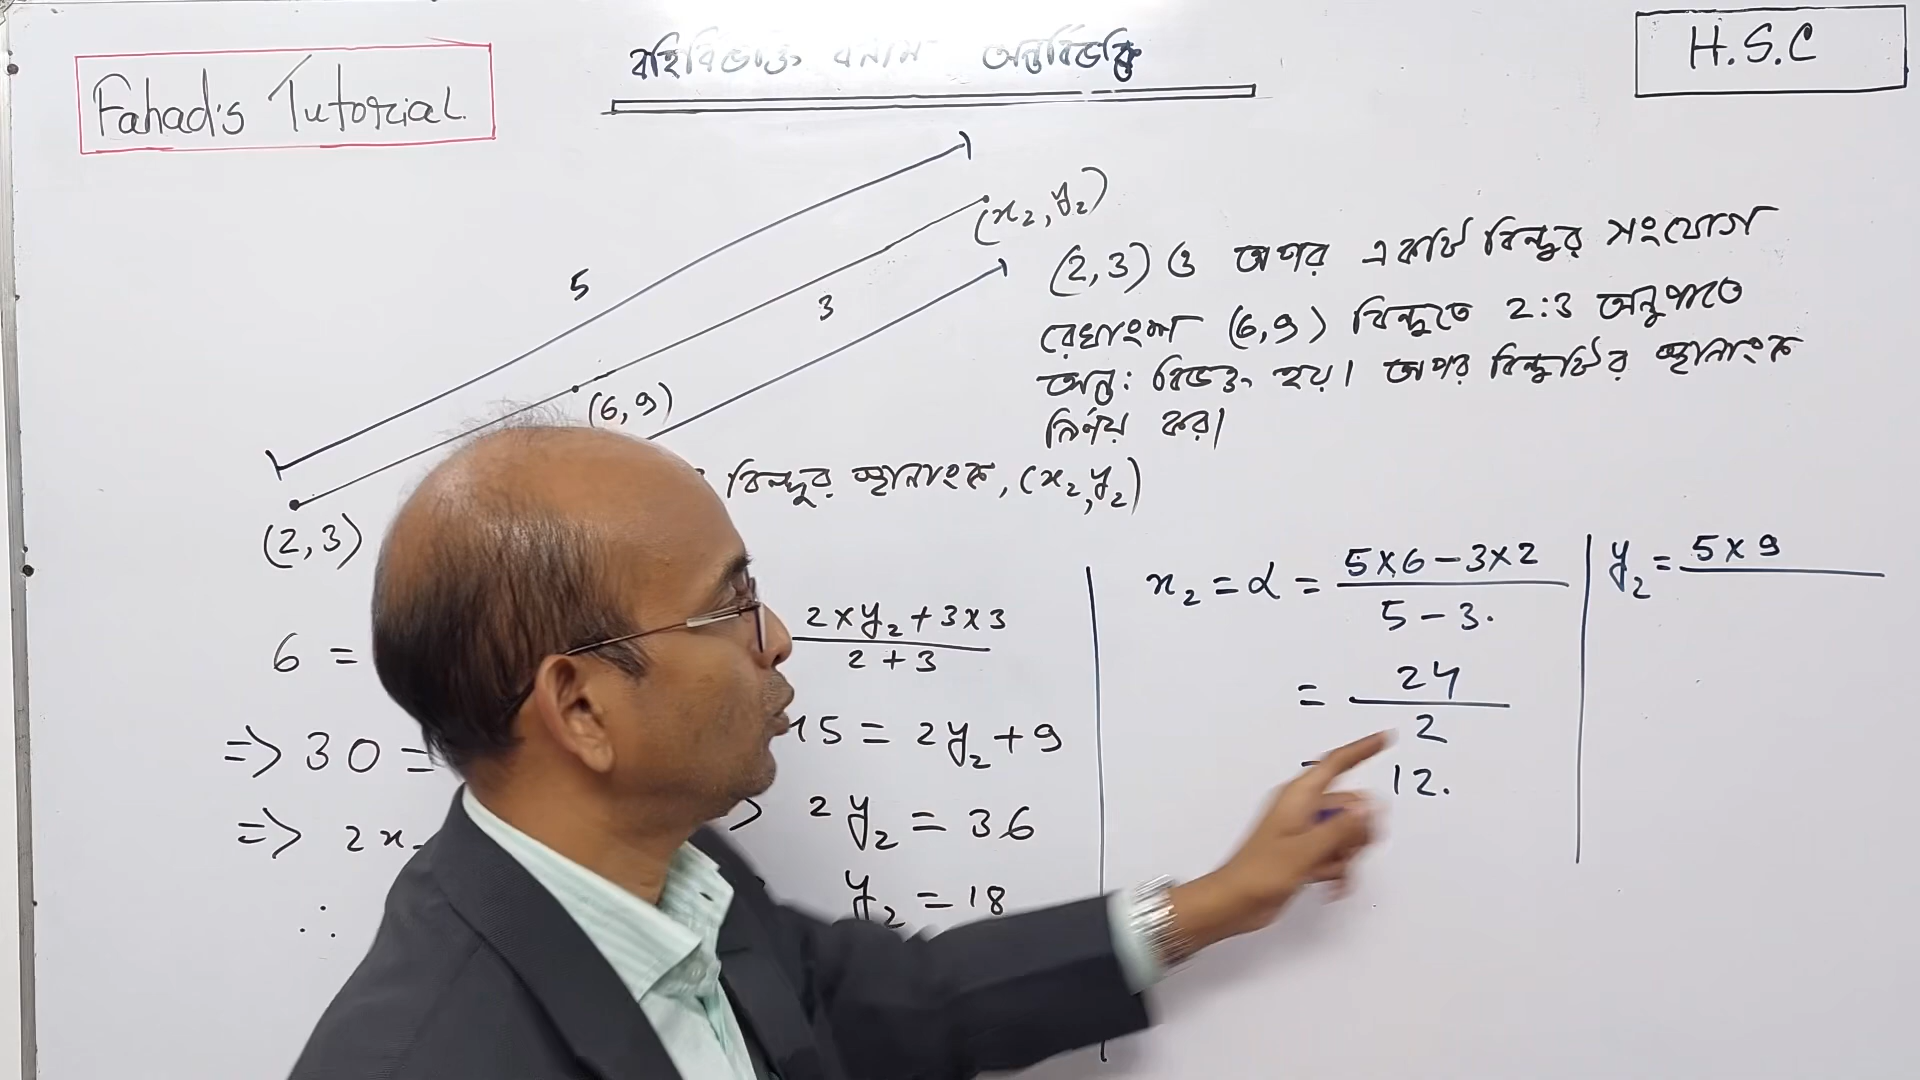 Fahad's Tutorial
বহির্বিভক্তি বনাম অন্তর্বিভক্তি
H.S.C
5
(x₂, y₂)
3
(6, 9)
(2, 3)
(2, 3) ও অপর একটি বিন্দুর সংযোগ
রেখাংশ (6, 9) বিন্দুতে 2:3 অনুপাতে
অন্তঃ বিভক্ত হয়। অপর বিন্দুটির স্থানাংক
নির্ণয় কর।
বিন্দুর স্থানাংক, (x₂, y₂)
6 =
=> 30 =
=> 2x
∴
2 × y₂ + 3 × 3
2 + 3
15 = 2y₂ + 9
2y₂ = 36
y₂ = 18
x₂ = α = 5×6 – 3×2
5 – 3.
= 24
2
= 12.
y₂ = 5 × 9